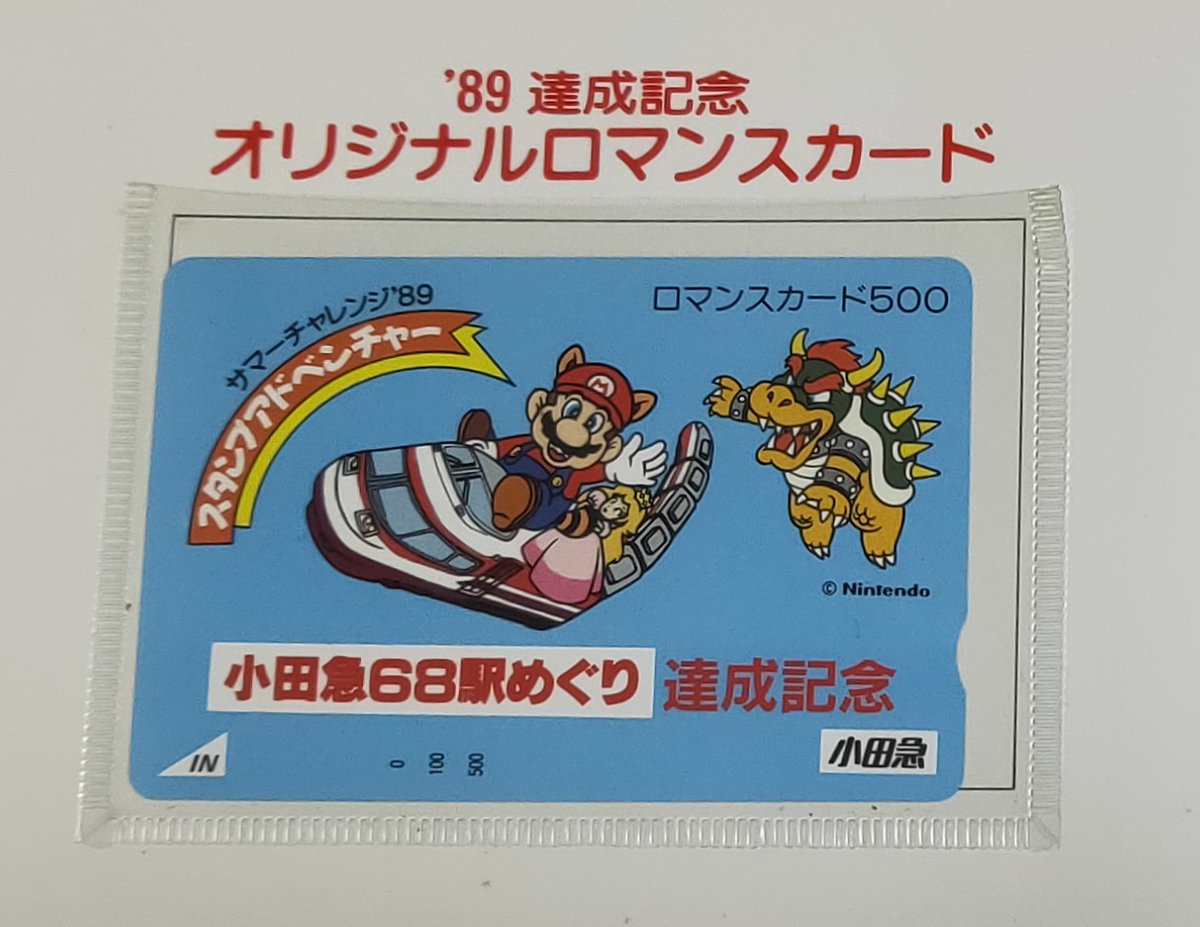 '89 達成記念
オリジナルロマンスカード
サマーチャレンジ'89
スタンプアドベンチャー
ロマンスカード500
M
© Nintendo
小田急68駅めぐり 達成記念
小田急
IN
0 100 500